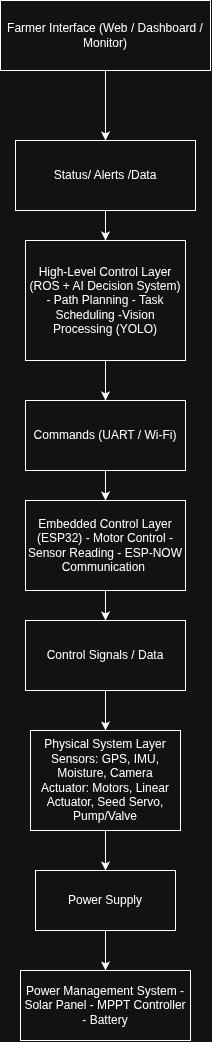 Farmer Interface (Web / Dashboard /
Monitor)
Status/ Alerts /Data
High-Level Control Layer
(ROS + AI Decision System)
- Path Planning - Task
Scheduling -Vision
Processing (YOLO)
Commands (UART / Wi-Fi)
Embedded Control Layer
(ESP32) - Motor Control -
Sensor Reading - ESP-NOW
Communication
Control Signals / Data
Physical System Layer
Sensors: GPS, IMU,
Moisture, Camera
Actuator: Motors, Linear
Actuator, Seed Servo,
Pump/Valve
Power Supply
Power Management System -
Solar Panel - MPPT Controller
- Battery